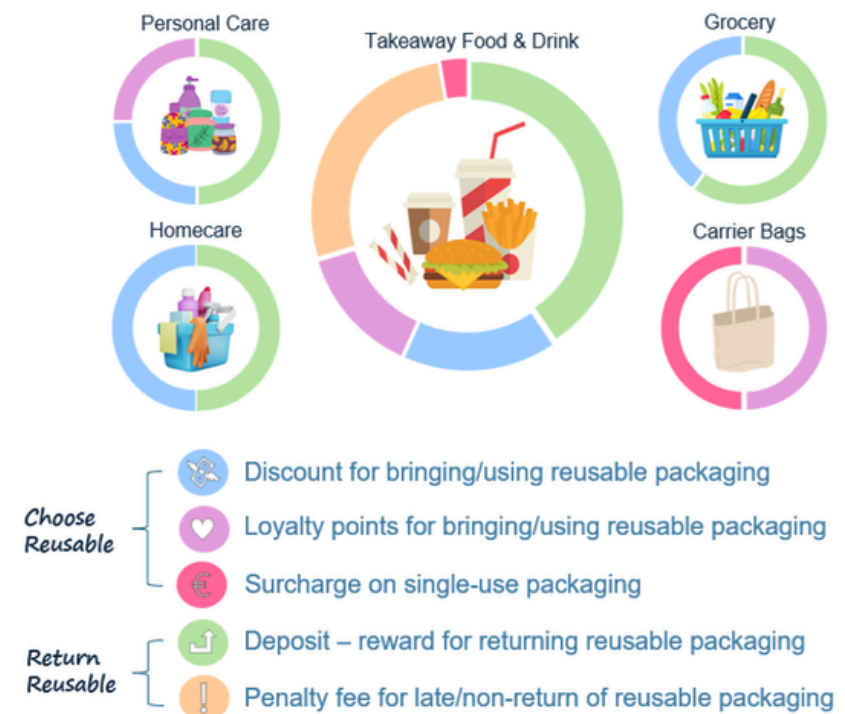 Personal Care
Takeaway Food & Drink
Grocery
Homecare
Carrier Bags
Choose
Reusable
Discount for bringing/using reusable packaging
Loyalty points for bringing/using reusable packaging
€
Surcharge on single-use packaging
Return
Reusable
Deposit – reward for returning reusable packaging
!
Penalty fee for late/non-return of reusable packaging